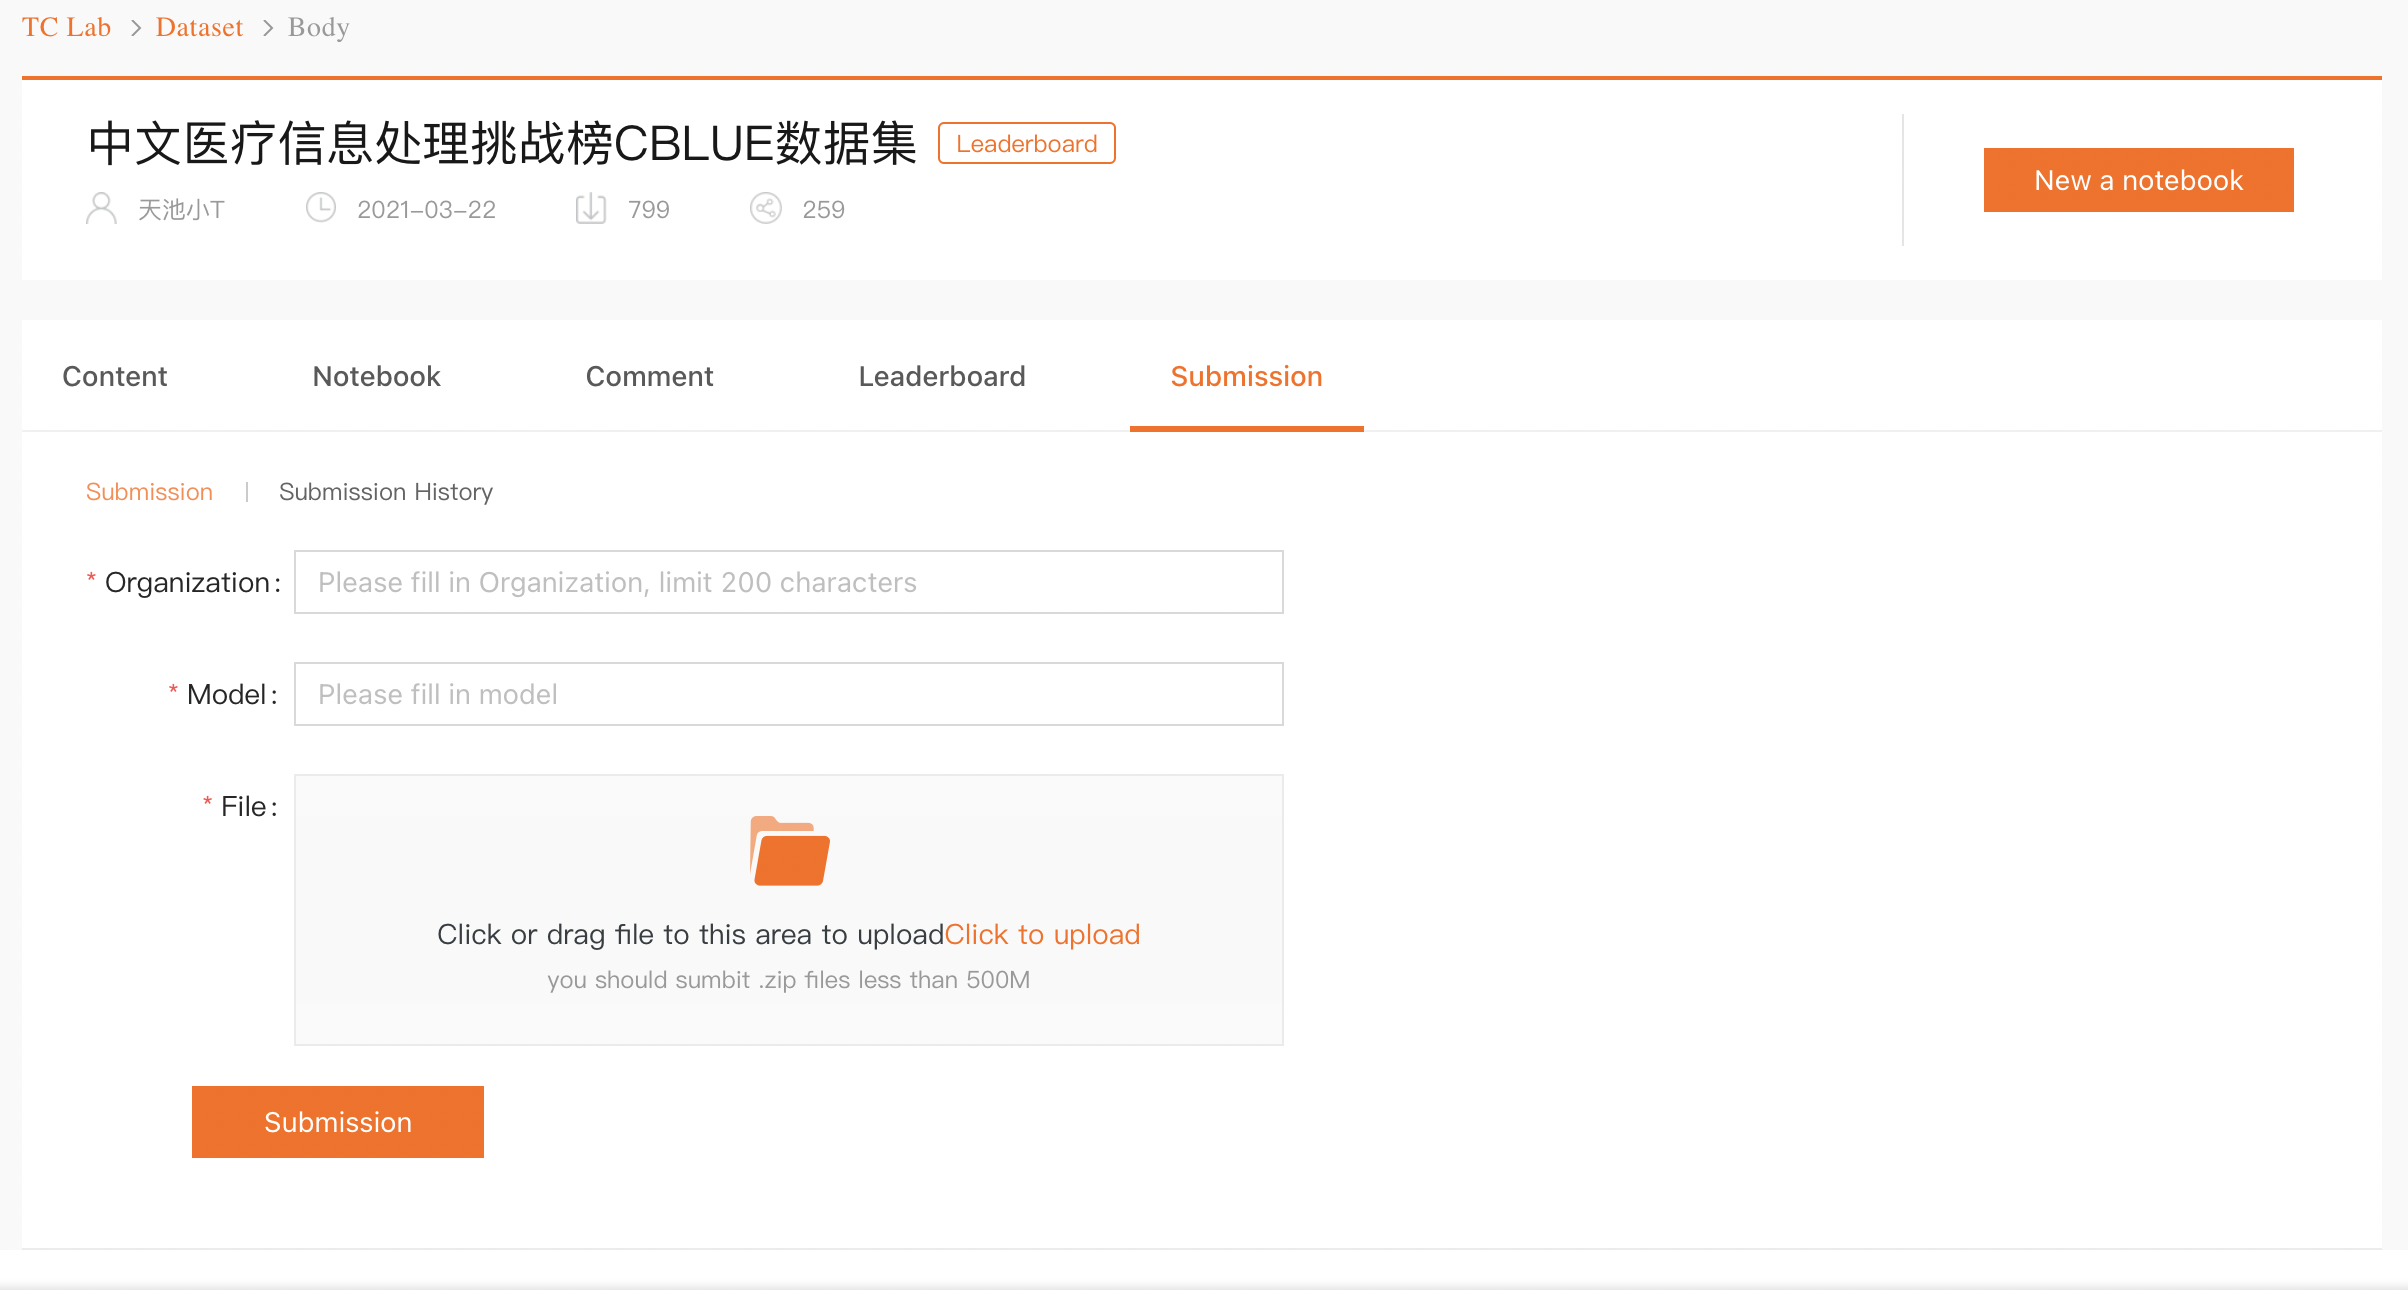 TC Lab > Dataset > Body
中文医疗信息处理挑战榜CBLUE数据集 Leaderboard
New a notebook
天池小T 2021-03-22 799 259
Content Notebook Comment Leaderboard Submission
Submission | Submission History
* Organization: Please fill in Organization, limit 200 characters
* Model: Please fill in model
* File:
Click or drag file to this area to uploadClick to upload
you should sumbit .zip files less than 500M
Submission